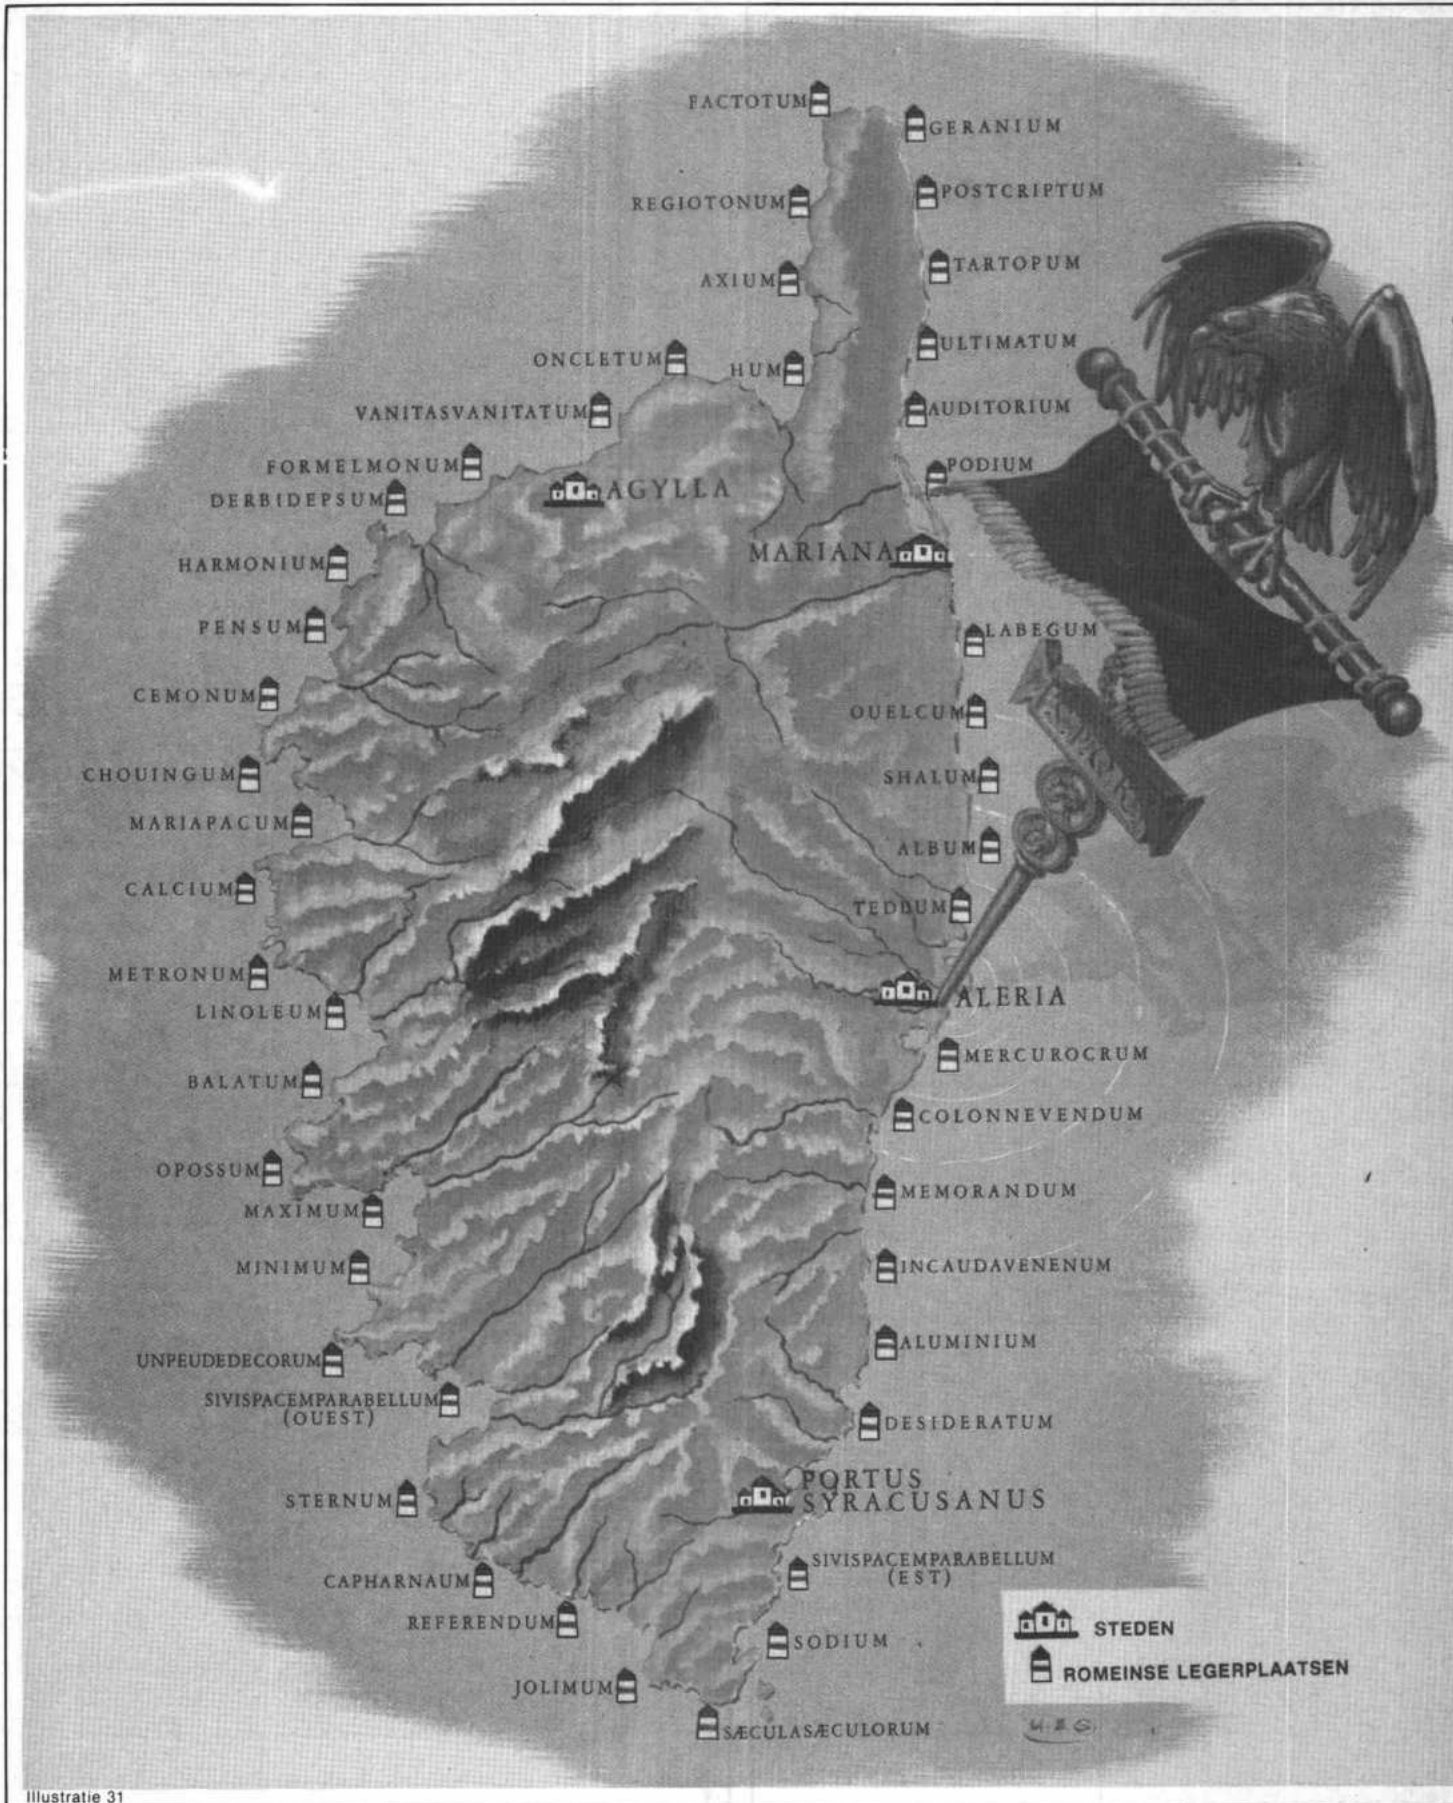 FACTOTUM
GERANIUM
REGIOTONUM
POSTCRIPTUM
AXIUM
TARTOPUM
ONCLETUM
HUM
ULTIMATUM
VANITASVANITATUM
AUDITORIUM
FORMELMONUM
PODIUM
DERBIDEPSUM
AGYLLA
HARMONIUM
MARIANA
PENSUM
LABEGUM
CEMONUM
OUELCUM
CHOUINGUM
SHALUM
MARIAPACUM
ALBUM
CALCIUM
TEDDUM
METRONUM
LINOLEUM
ALERIA
BALATUM
MERCUROCRUM
COLONNEVENDUM
OPOSSUM
MAXIMUM
MEMORANDUM
MINIMUM
INCAUDAVENENUM
UNPEUDEDECORUM
ALUMINIUM
SIVISPACEMPARABELLUM
(OUEST)
DESIDERATUM
STERNUM
PORTUS
SYRACUSANUS
CAPHARNAUM
SIVISPACEMPARABELLUM
(EST)
REFERENDUM
SODIUM
JOLIMUM
SÆCULASÆCULORUM
STEDEN
ROMEINSE LEGERPLAATSEN
Illustratie 31